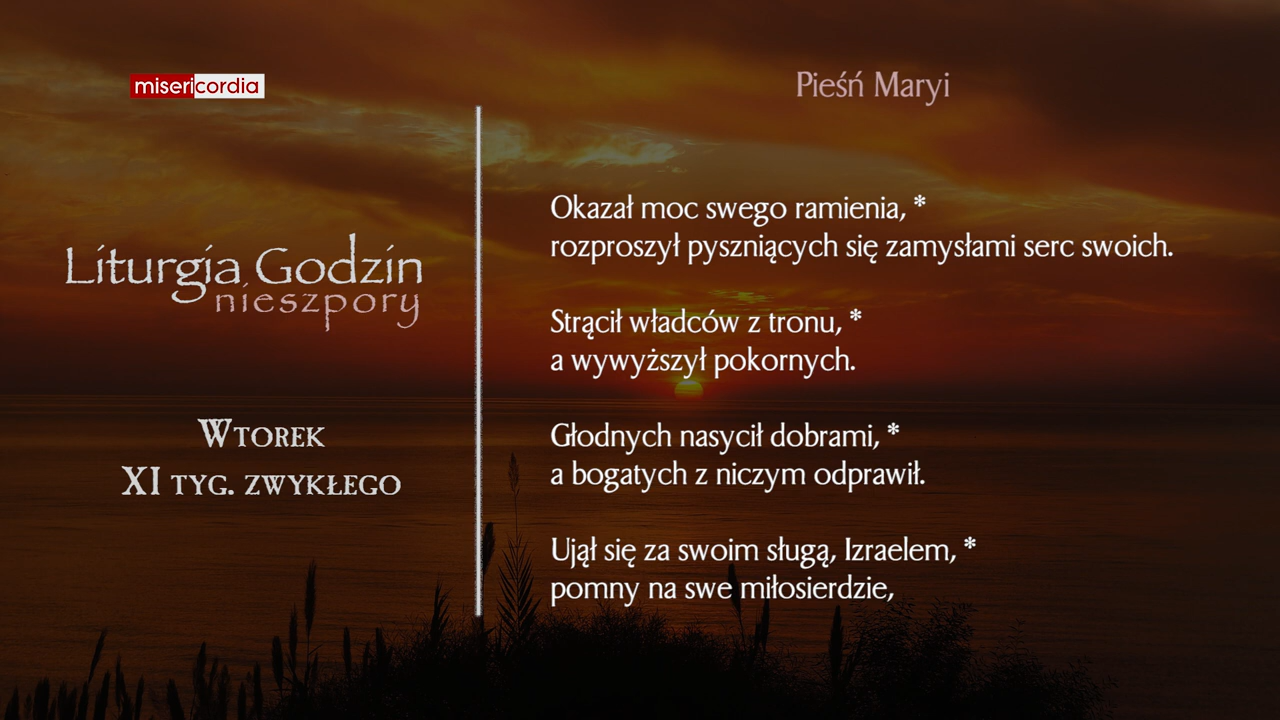 misericordia
Liturgia Godzin
nieszpory
Wtorek
XI tyg. zwykłego
Pieśń Maryi
Okazał moc swego ramienia, *
rozproszył pyszniących się zamysłami serc swoich.
Strącił władców z tronu, *
a wywyższył pokornych.
Głodnych nasycił dobrami, *
a bogatych z niczym odprawił.
Ujął się za swoim sługą, Izraelem, *
pomny na swe miłosierdzie,